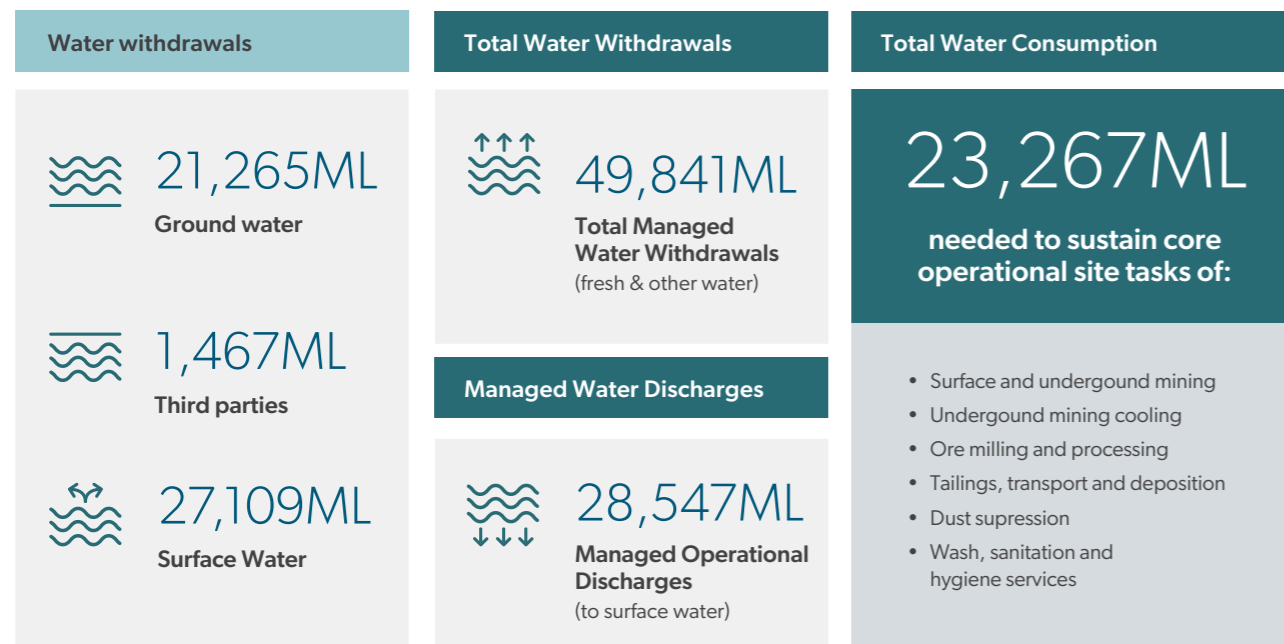 Water withdrawals
21,265ML
Ground water
1,467ML
Third parties
27,109ML
Surface Water
Total Water Withdrawals
49,841ML
Total Managed
Water Withdrawals
(fresh & other water)
Managed Water Discharges
28,547ML
Managed Operational
Discharges
(to surface water)
Total Water Consumption
23,267ML
needed to sustain core
operational site tasks of:
• Surface and undergound mining
• Undergound mining cooling
• Ore milling and processing
• Tailings, transport and deposition
• Dust supression
• Wash, sanitation and
hygiene services